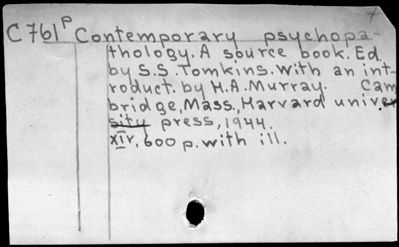 C761p Contemporary psychopa-
thology. A source book. Ed.
by S.S. Tomkins. With an int-
roduct. by H.A. Murray. Cam
bridge, Mass, Harvard univer
sity press, 1944.
XIV, 600 p. with ill.